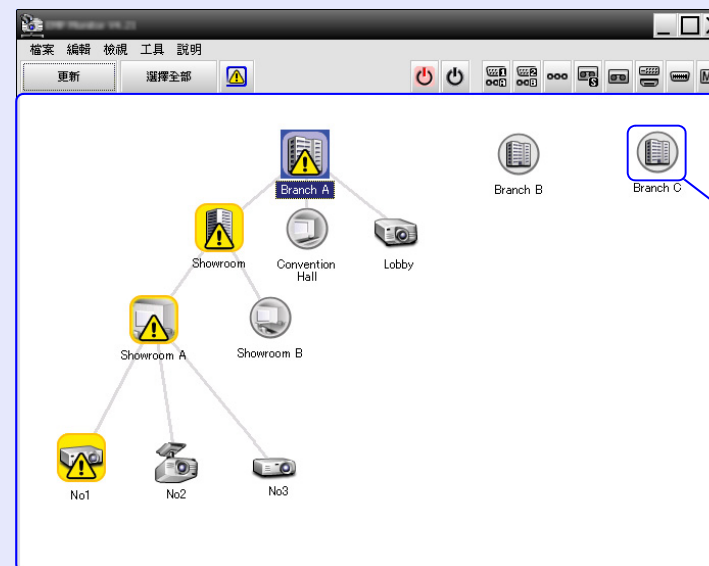 檔案 編輯 檢視 工具 說明
更新 選擇全部
Branch A
Branch B
Branch C
Showroom
Convention
Hall
Lobby
Showroom A
Showroom B
No1
No2
No3